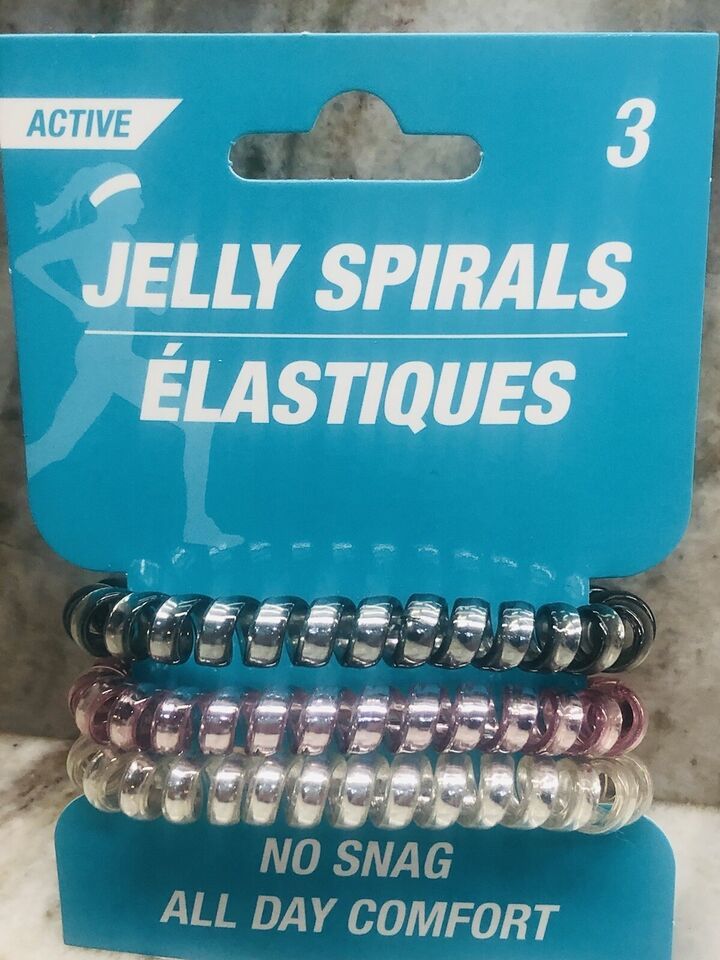 ACTIVE
3
JELLY SPIRALS
ÉLASTIQUES
NO SNAG
ALL DAY COMFORT